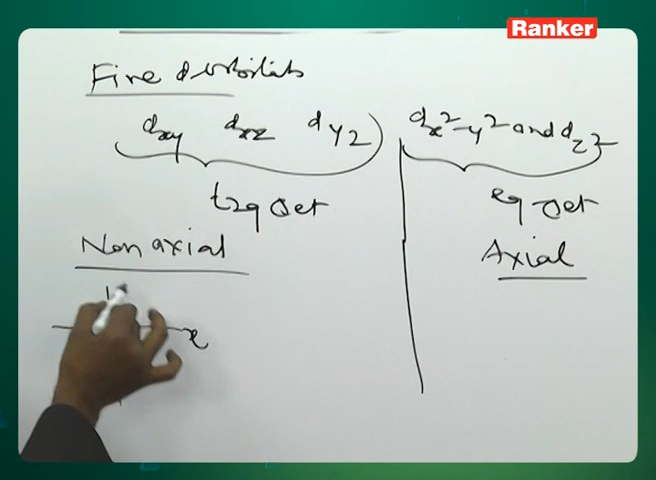 Ranker
Five d orbitals
dxy dxz dyz dx²-y² and dz²
t2g set eg set
Non axial Axial
x